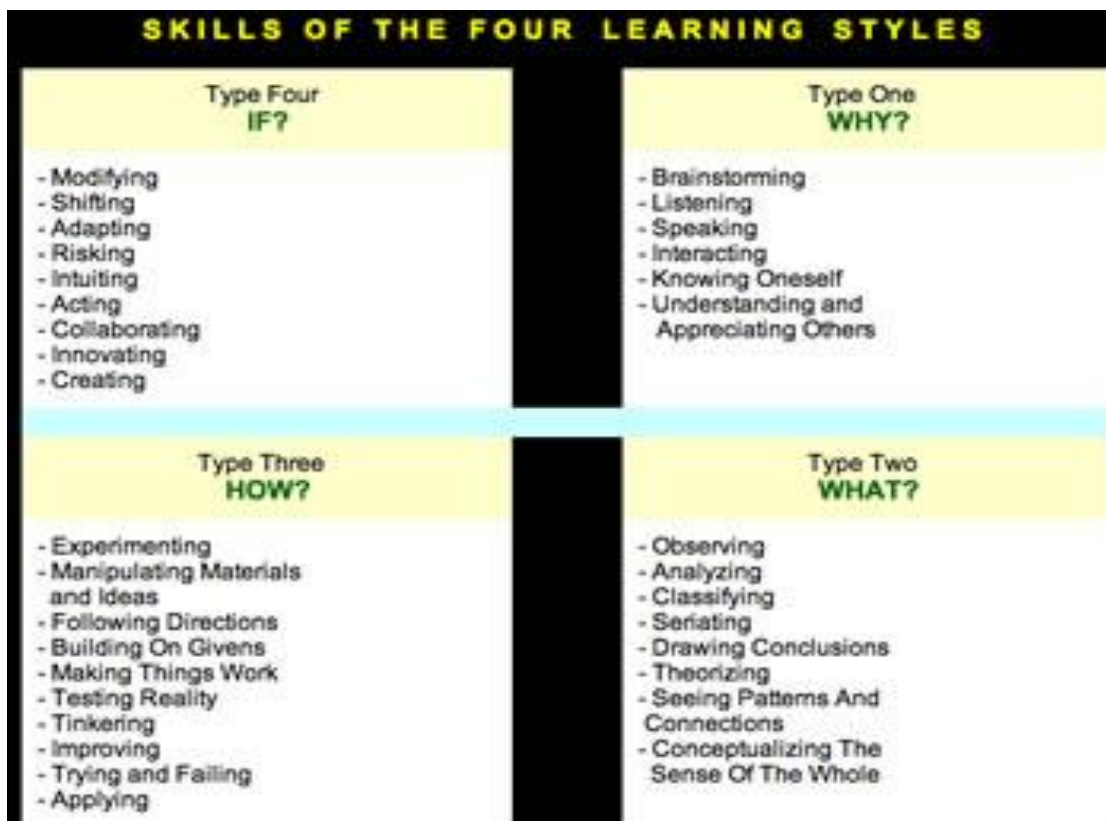 SKILLS OF THE FOUR LEARNING STYLES
Type Four
IF?
- Modifying
- Shifting
- Adapting
- Risking
- Intuiting
- Acting
- Collaborating
- Innovating
- Creating
Type One
WHY?
- Brainstorming
- Listening
- Speaking
- Interacting
- Knowing Oneself
- Understanding and
Appreciating Others
Type Three
HOW?
- Experimenting
- Manipulating Materials
and Ideas
- Following Directions
- Building On Givens
- Making Things Work
- Testing Reality
- Tinkering
- Improving
- Trying and Failing
- Applying
Type Two
WHAT?
- Observing
- Analyzing
- Classifying
- Seriating
- Drawing Conclusions
- Theorizing
- Seeing Patterns And
Connections
- Conceptualizing The
Sense Of The Whole